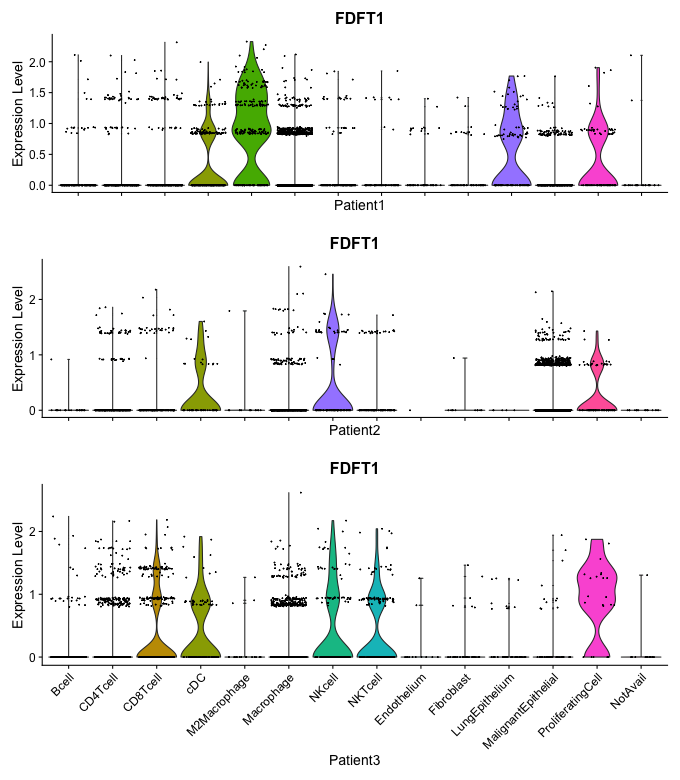 FDFT1
Expression Level
2.0
1.5
1.0
0.5
0.0
Patient1
FDFT1
Expression Level
2
1
0
Patient2
FDFT1
Expression Level
2
1
0
Bcell
CD4Tcell
CD8Tcell
cDC
M2Macrophage
Macrophage
NKcell
NKTcell
Endothelium
Fibroblast
LungEpithelium
MalignantEpithelial
ProliferatingCell
NotAvail
Patient3